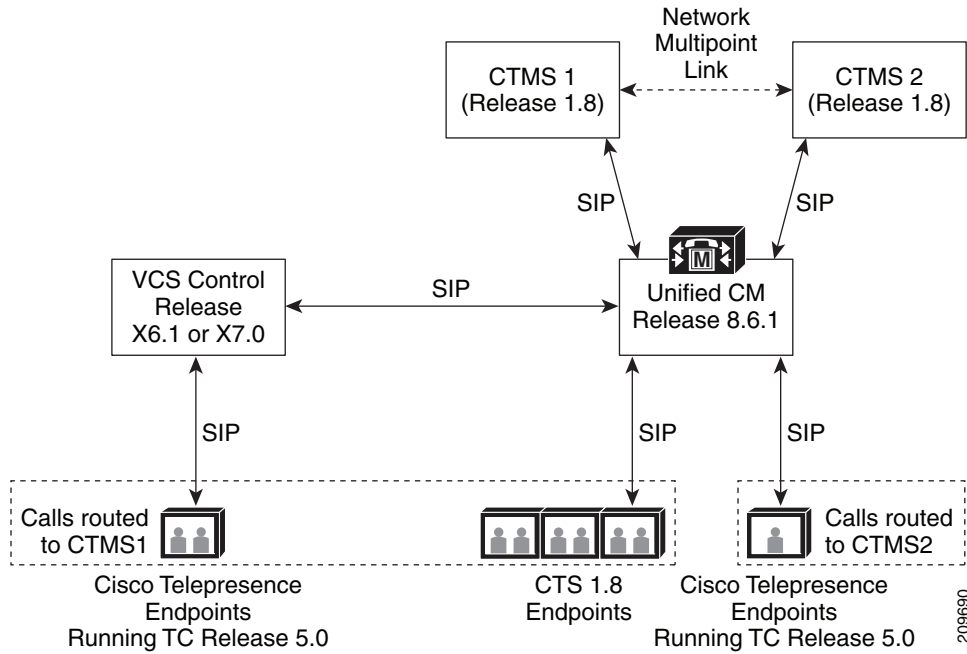 Network
Multipoint
Link
CTMS 1
(Release 1.8)
CTMS 2
(Release 1.8)
SIP
SIP
M
VCS Control
Release
X6.1 or X7.0
SIP
Unified CM
Release 8.6.1
SIP
SIP
SIP
Calls routed
to CTMS1
Calls routed
to CTMS2
Cisco Telepresence
Endpoints
Running TC Release 5.0
CTS 1.8
Endpoints
Cisco Telepresence
Endpoints
Running TC Release 5.0
209690